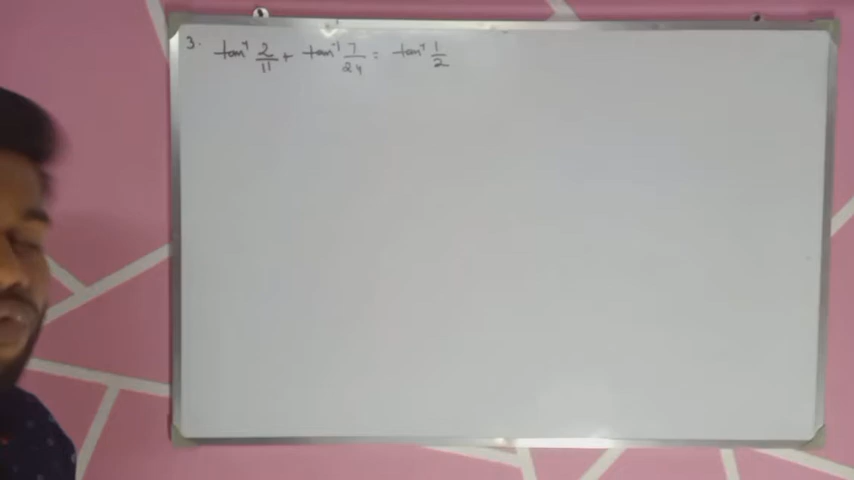 3. tan⁻¹ 2/11 + tan⁻¹ 7/24 = tan⁻¹ 1/2